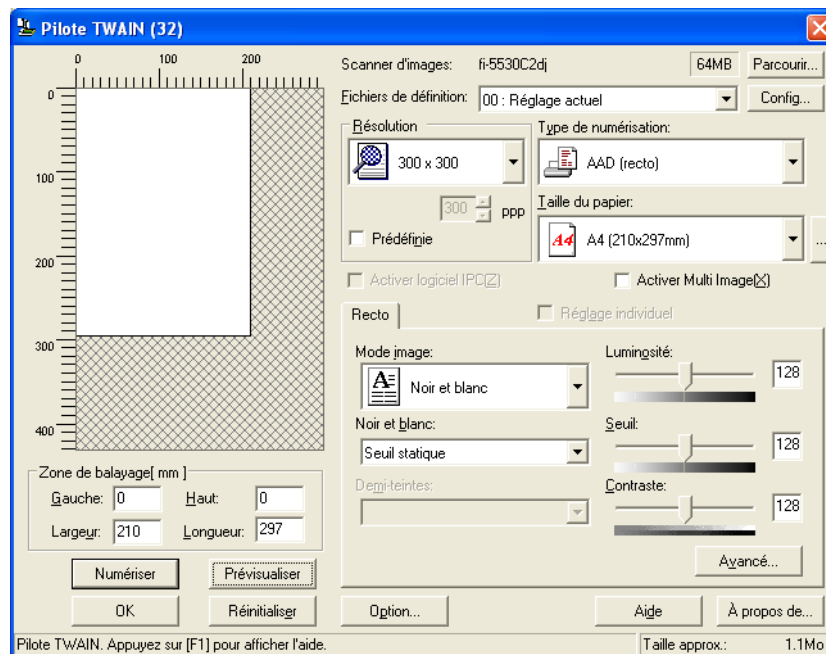 Pilote TWAIN (32)
0 100 200
0
100
200
300
400
Scanner d'images: fi-5530C2dj 64MB Parcourir...
Fichiers de définition: 00 : Réglage actuel Config...
Résolution
300 x 300
300 ppp
Prédéfinie
Type de numérisation:
AAD (recto)
Taille du papier:
A4 A4 (210x297mm) ...
Activer logiciel IPC(Z) Activer Multi Image(X)
Recto Réglage individuel
Mode image:
A Noir et blanc
Noir et blanc:
Seuil statique
Demi-teintes:
Luminosité:
128
Seuil:
128
Contraste:
128
Avancé...
Zone de balayage[ mm ]
Gauche: 0 Haut: 0
Largeur: 210 Longueur: 297
Numériser Prévisualiser
OK Réinitialiser Option... Aide À propos de...
Pilote TWAIN. Appuyez sur [F1] pour afficher l'aide. Taille approx.: 1.1Mo